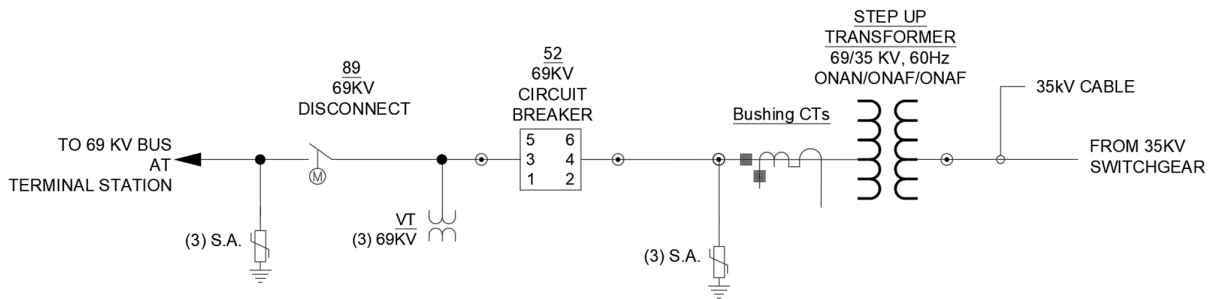 TO 69 KV BUS
AT
TERMINAL STATION
89
69KV
DISCONNECT
M
(3) S.A.
VT
(3) 69KV
52
69KV
CIRCUIT
BREAKER
5 6
3 4
1 2
(3) S.A.
Bushing CTs
STEP UP
TRANSFORMER
69/35 KV, 60Hz
ONAN/ONAF/ONAF
35kV CABLE
FROM 35KV
SWITCHGEAR